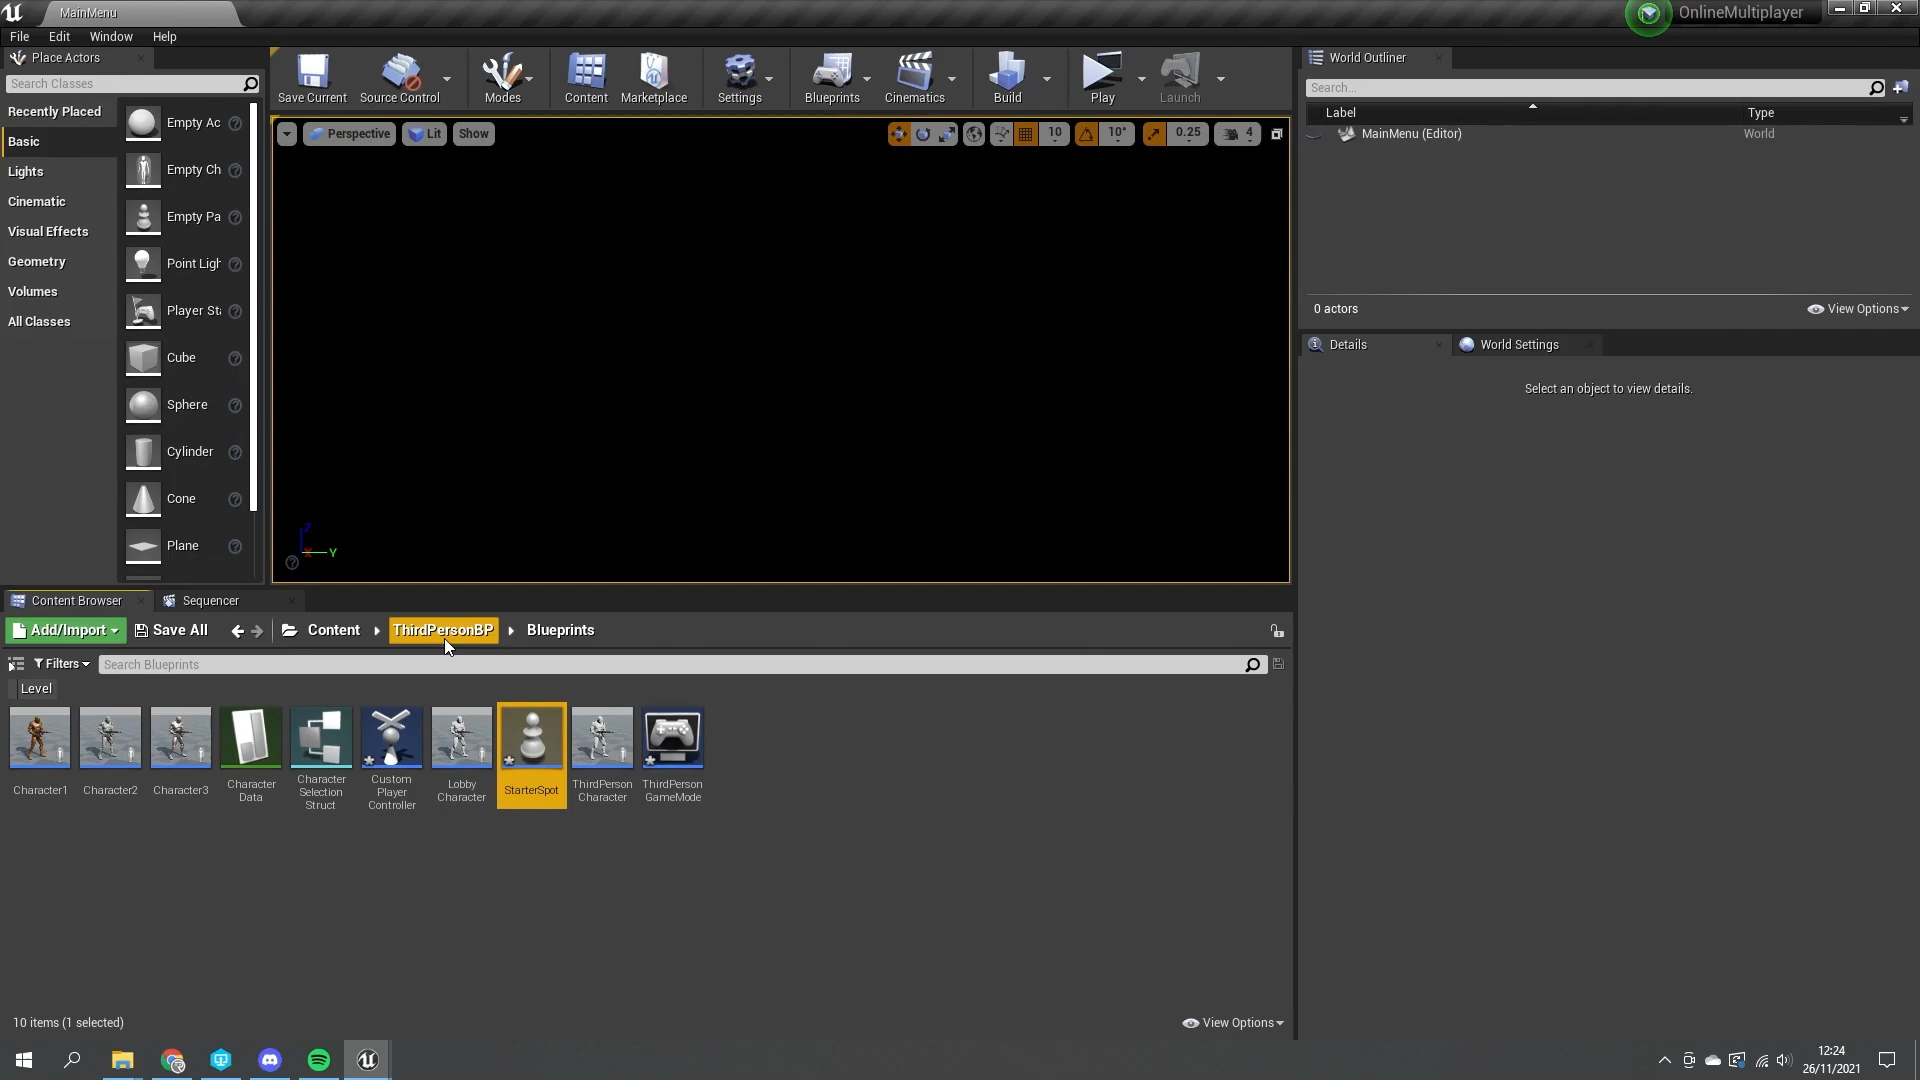 MainMenu
OnlineMultiplayer
File Edit Window Help
Place Actors
Search Classes
Recently Placed
Basic
Lights
Cinematic
Visual Effects
Geometry
Volumes
All Classes
Empty Ac
Empty Ch
Empty Pa
Point Ligh
Player Sta
Cube
Sphere
Cylinder
Cone
Plane
Save Current
Source Control
Modes
Content
Marketplace
Settings
Blueprints
Cinematics
Build
Play
Launch
Perspective
Lit
Show
10
10°
0.25
4
Z
X
Y
World Outliner
Search...
Label Type
MainMenu (Editor) World
0 actors
View Options
Details
World Settings
Select an object to view details.
Content Browser
Sequencer
Add/Import
Save All
Content
ThirdPersonBP
Blueprints
Filters
Search Blueprints
Level
Character1
Character2
Character3
Character
Data
Character
Selection
Struct
Custom
Player
Controller
Lobby
Character
StarterSpot
ThirdPerson
Character
ThirdPerson
GameMode
10 items (1 selected)
View Options
12:24
26/11/2021